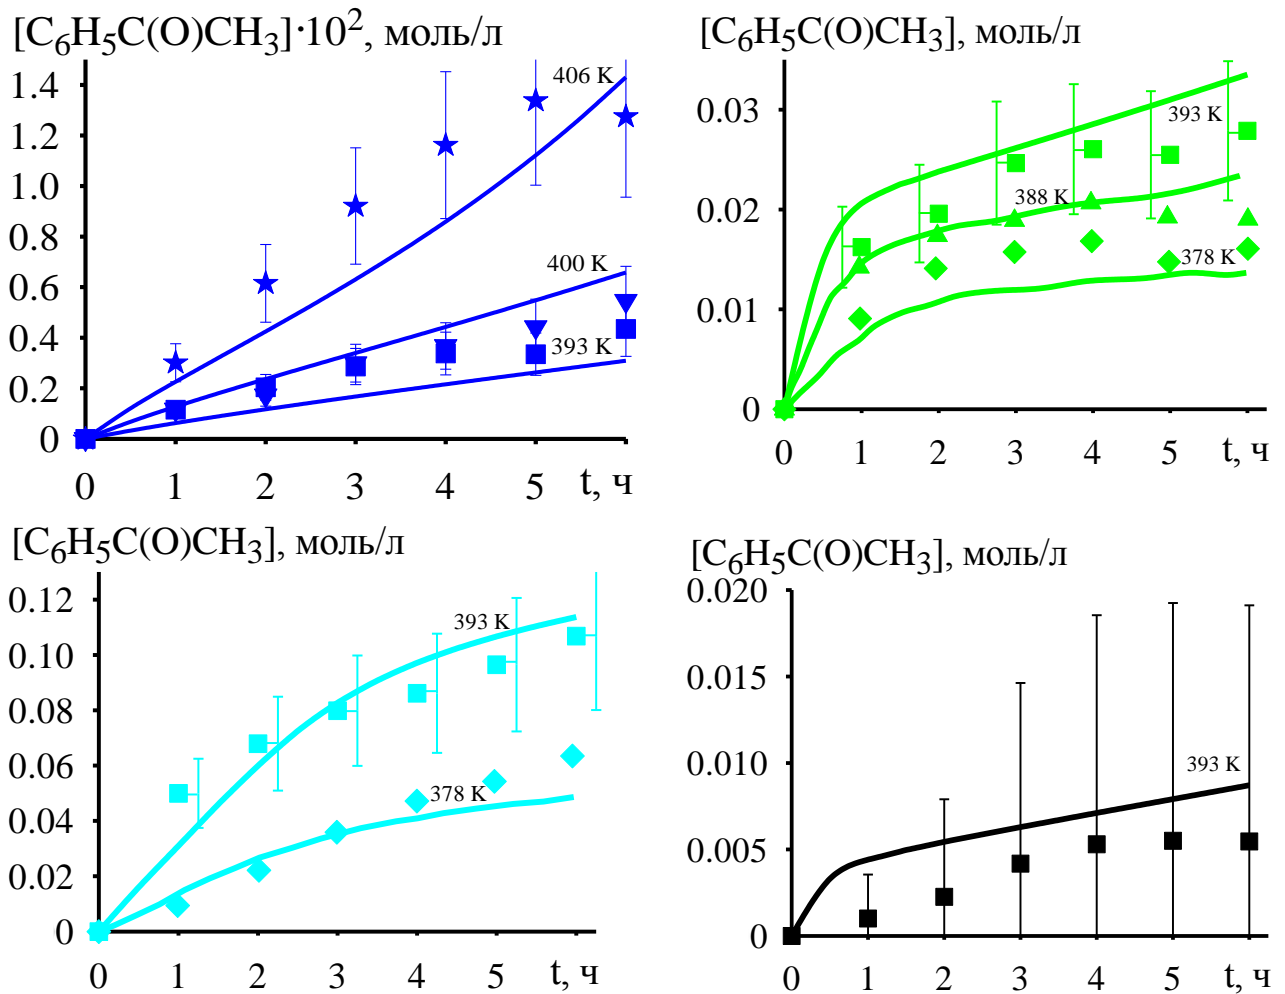 [C₆H₅C(O)CH₃]·10², моль/л
1.4
1.2
1.0
0.8
0.6
0.4
0.2
0
406 K
400 K
393 K
0 1 2 3 4 5 t, ч
[C₆H₅C(O)CH₃], моль/л
0.03
0.02
0.01
0
393 K
388 K
378 K
0 1 2 3 4 5 t, ч
[C₆H₅C(O)CH₃], моль/л
0.12
0.10
0.08
0.06
0.04
0.02
0
393 K
378 K
0 1 2 3 4 5 t, ч
[C₆H₅C(O)CH₃], моль/л
0.020
0.015
0.010
0.005
0
393 K
0 1 2 3 4 5 t, ч